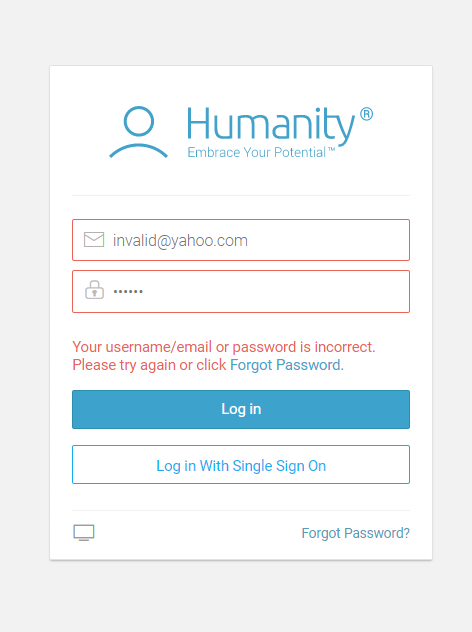 Humanity®
Embrace Your Potential™
invalid@yahoo.com
••••••
Your username/email or password is incorrect.
Please try again or click Forgot Password.
Log in
Log in With Single Sign On
Forgot Password?